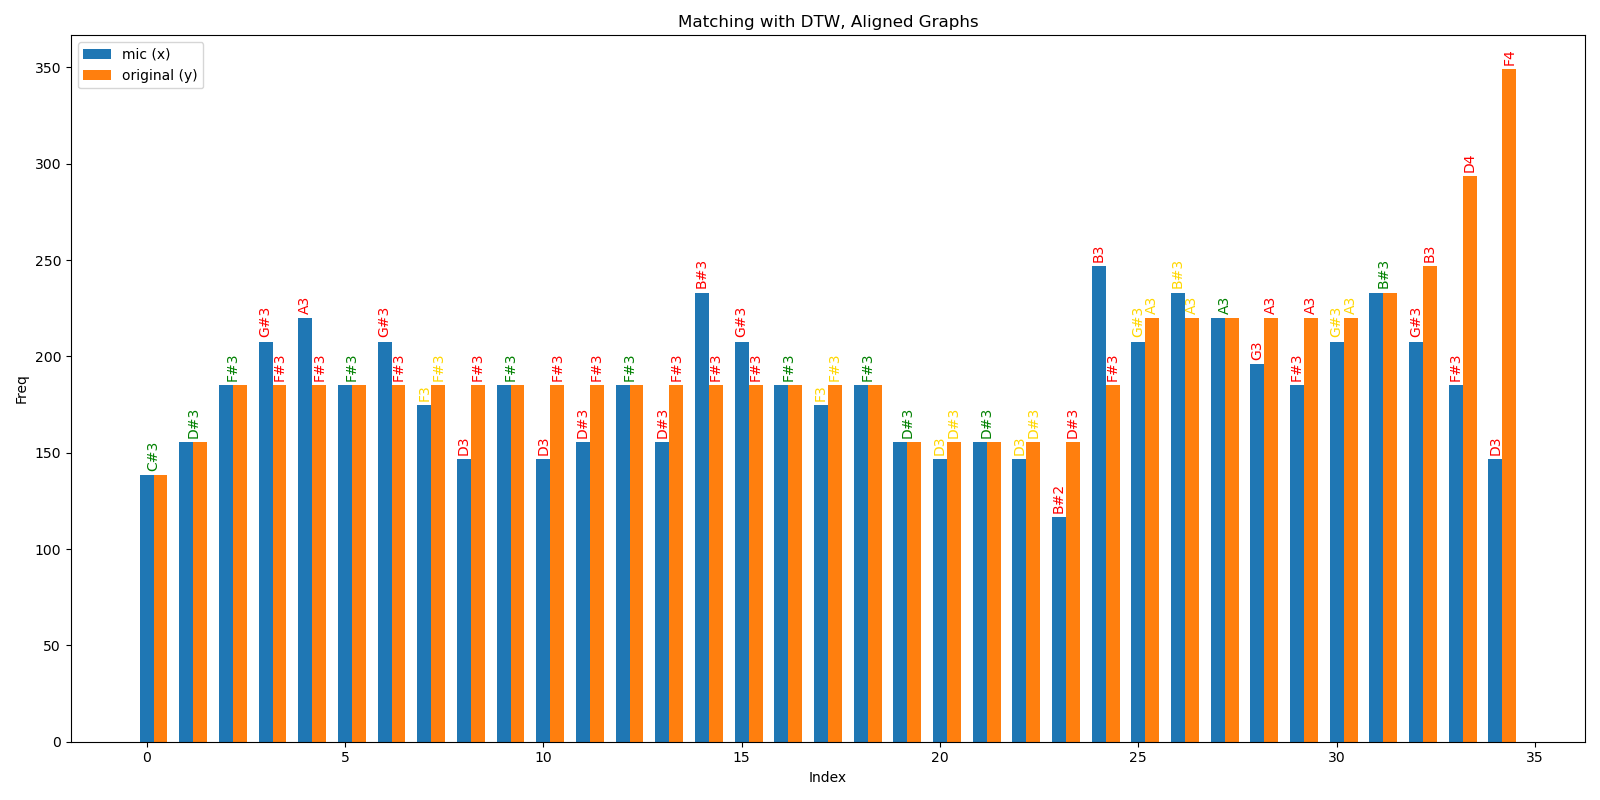 Matching with DTW, Aligned Graphs
mic (x)
original (y)
Freq
350
300
250
200
150
100
50
0
C#3
D#3
F#3
G#3
F#3
A3
F#3
F#3
G#3
F#3
F3
F#3
D3
F#3
F#3
D3
F#3
D#3
F#3
F#3
D#3
F#3
B#3
F#3
G#3
F#3
F#3
F3
F#3
F#3
D#3
D3
D#3
D#3
D3
D#3
B#2
D#3
B3
F#3
G#3
A3
B#3
A3
A3
G3
A3
F#3
A3
G#3
A3
B#3
G#3
B3
F#3
D4
D3
F4
0 5 10 15 20 25 30 35
Index